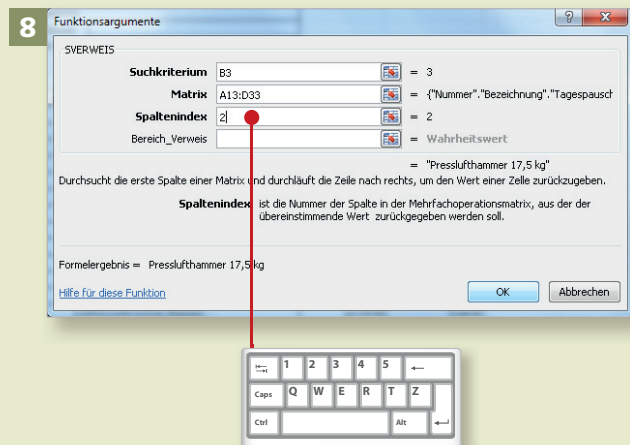 8
Funktionsargumente
SVERWEIS
Suchkriterium B3 = 3
Matrix A13:D33 = {"Nummer"."Bezeichnung"."Tagespausch
Spaltenindex 2 = 2
Bereich_Verweis = Wahrheitswert
= "Presslufthammer 17,5 kg"
Durchsucht die erste Spalte einer Matrix und durchläuft die Zeile nach rechts, um den Wert einer Zelle zurückzugeben.
Spaltenindex ist die Nummer der Spalte in der Mehrfachoperationsmatrix, aus der der
übereinstimmende Wert zurückgegeben werden soll.
Formelergebnis = Presslufthammer 17,5 kg
Hilfe für diese Funktion OK Abbrechen
1 2 3 4 5
Caps Q W E R T Z
Ctrl Alt